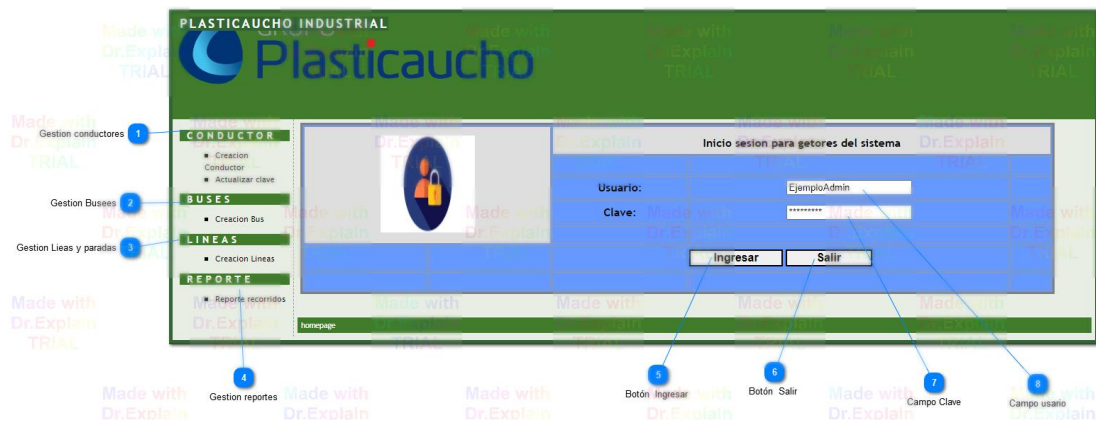 PLASTICAUCHO INDUSTRIAL
GRUPO
Plasticaucho
Gestion conductores 1
CONDUCTOR
Creacion
Conductor
Actualizar clave
Gestion Busees 2
BUSES
Creacion Bus
Gestion Lieas y paradas 3
LINEAS
Creacion Lineas
REPORTE
Reporte recorridos
Inicio sesion para getores del sistema
Usuario: EjemploAdmin
Clave: *********
Ingresar Salir
homepage
4
Gestion reportes
5
Botón Ingresar
6
Botón Salir
7
Campo Clave
8
Campo usario
Made with
Dr.Explain
TRIAL